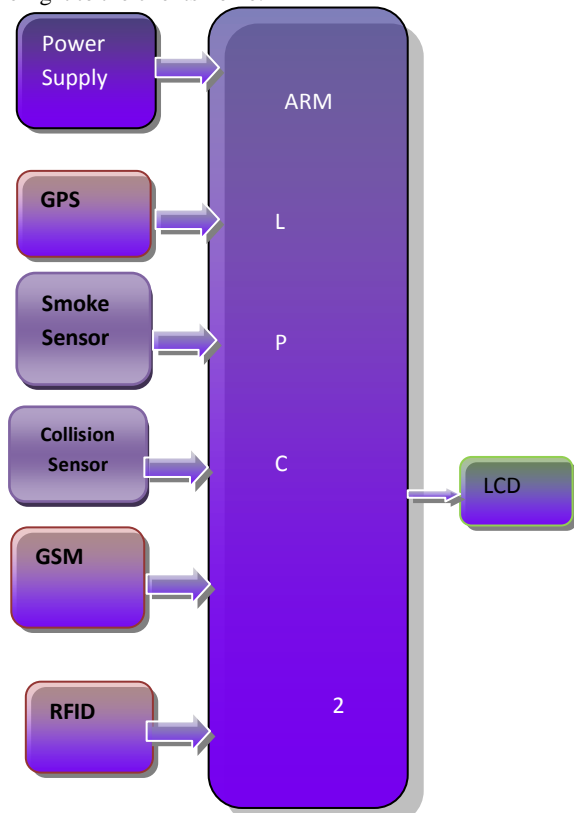 Power
Supply
ARM
GPS
L
Smoke
Sensor
P
Collision
Sensor
C
LCD
GSM
RFID
2